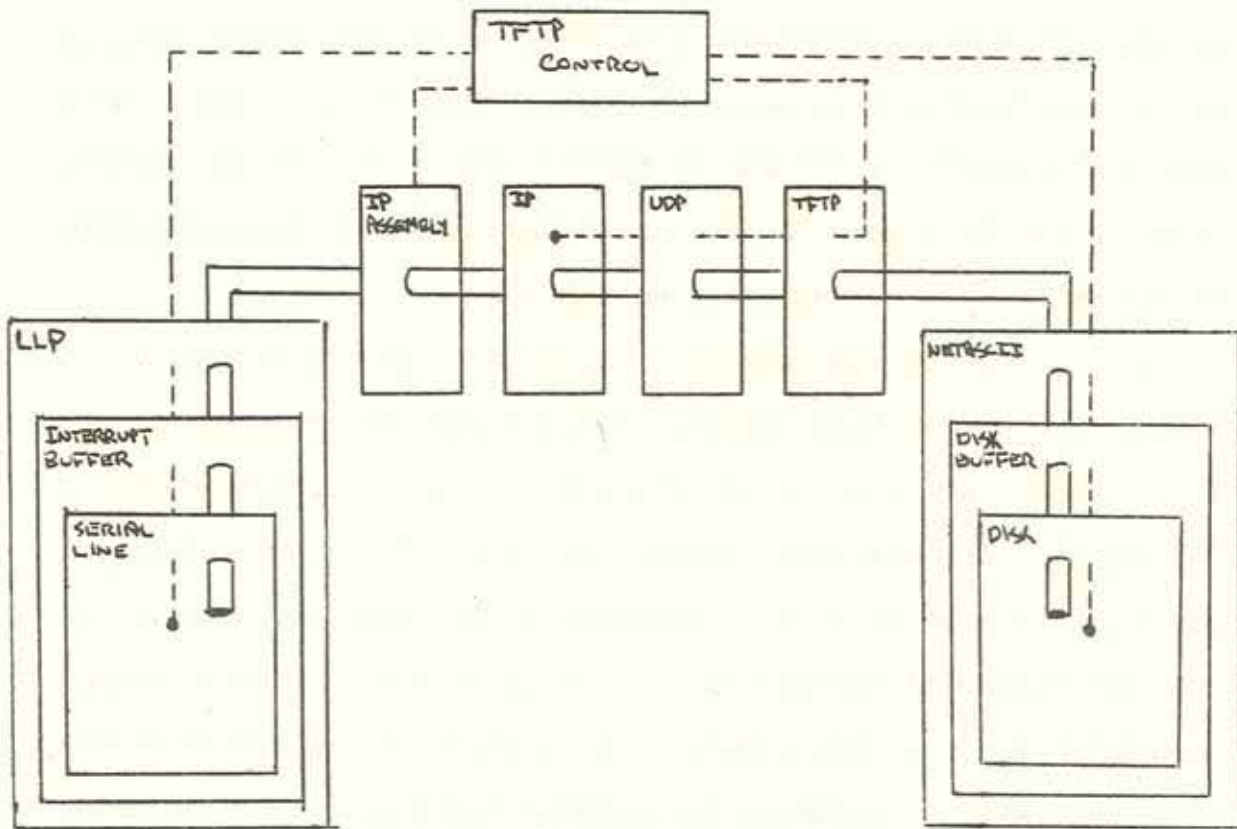 TFTP
CONTROL
IP
ASSEMBLY
IP
UDP
TFTP
LLP
INTERRUPT
BUFFER
SERIAL
LINE
NETASCII
DISK
BUFFER
DISK